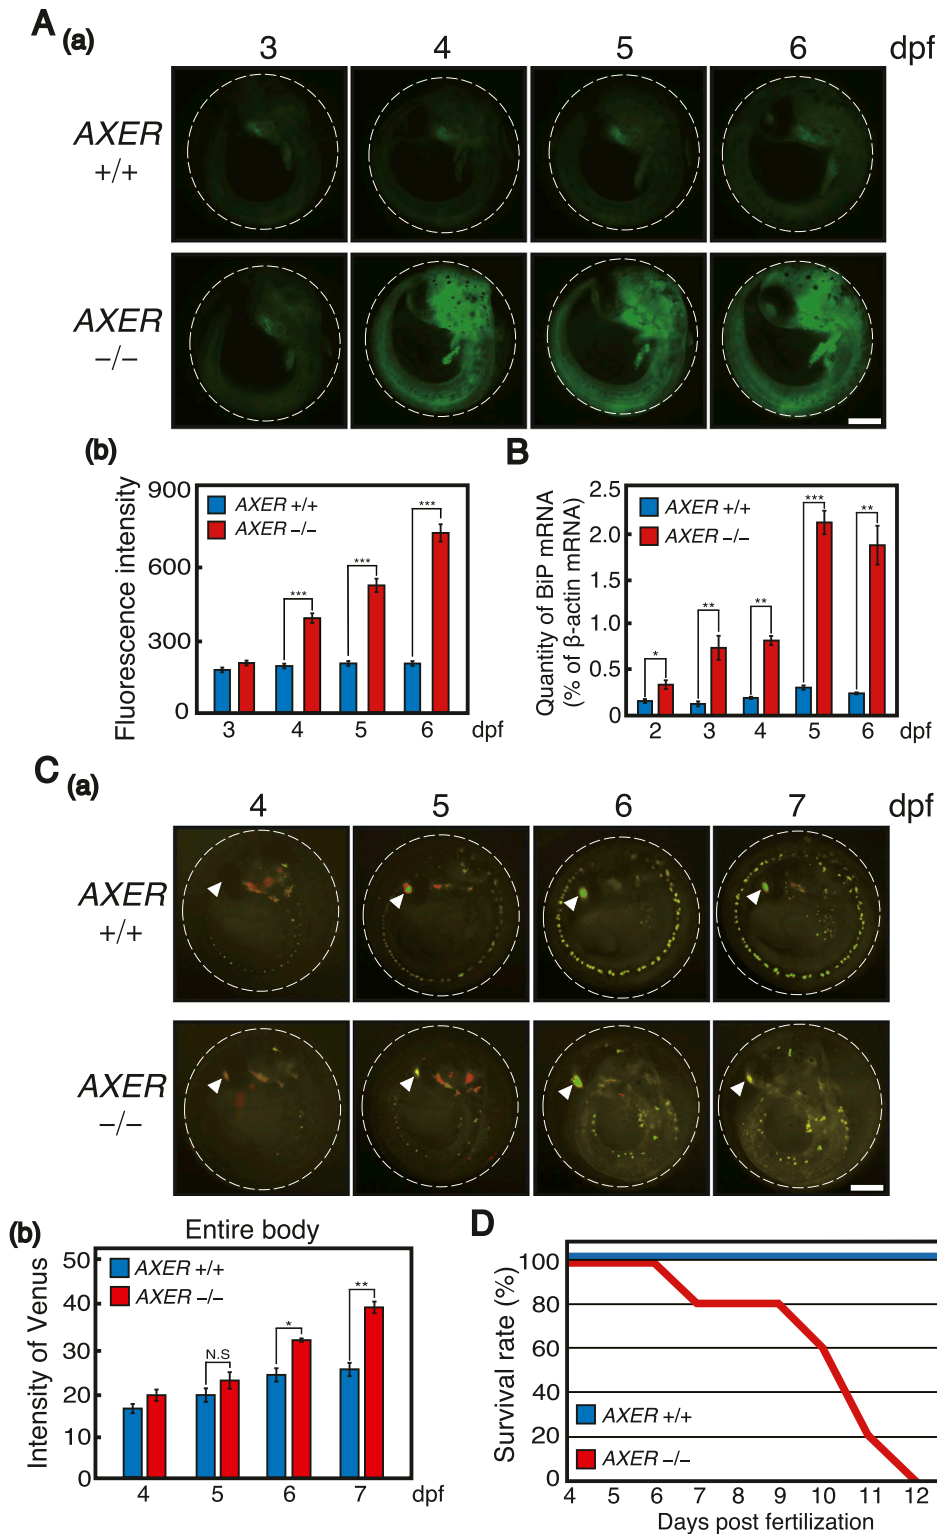 A (a)
3 4 5 6 dpf
AXER
+/+
AXER
–/–
(b)
Fluorescence intensity
900
600
300
0
AXER +/+
AXER –/–
***
***
***
3 4 5 6 dpf
B
Quantity of BiP mRNA
(% of β-actin mRNA)
2.5
2.0
1.5
1.0
0.5
0
AXER +/+
AXER –/–
*
**
**
***
**
2 3 4 5 6 dpf
C (a)
4 5 6 7 dpf
AXER
+/+
AXER
–/–
(b)
Entire body
Intensity of Venus
50
40
30
20
10
0
AXER +/+
AXER –/–
N.S
*
**
4 5 6 7 dpf
D
Survival rate (%)
100
80
60
40
20
0
AXER +/+
AXER –/–
4 5 6 7 8 9 10 11 12
Days post fertilization